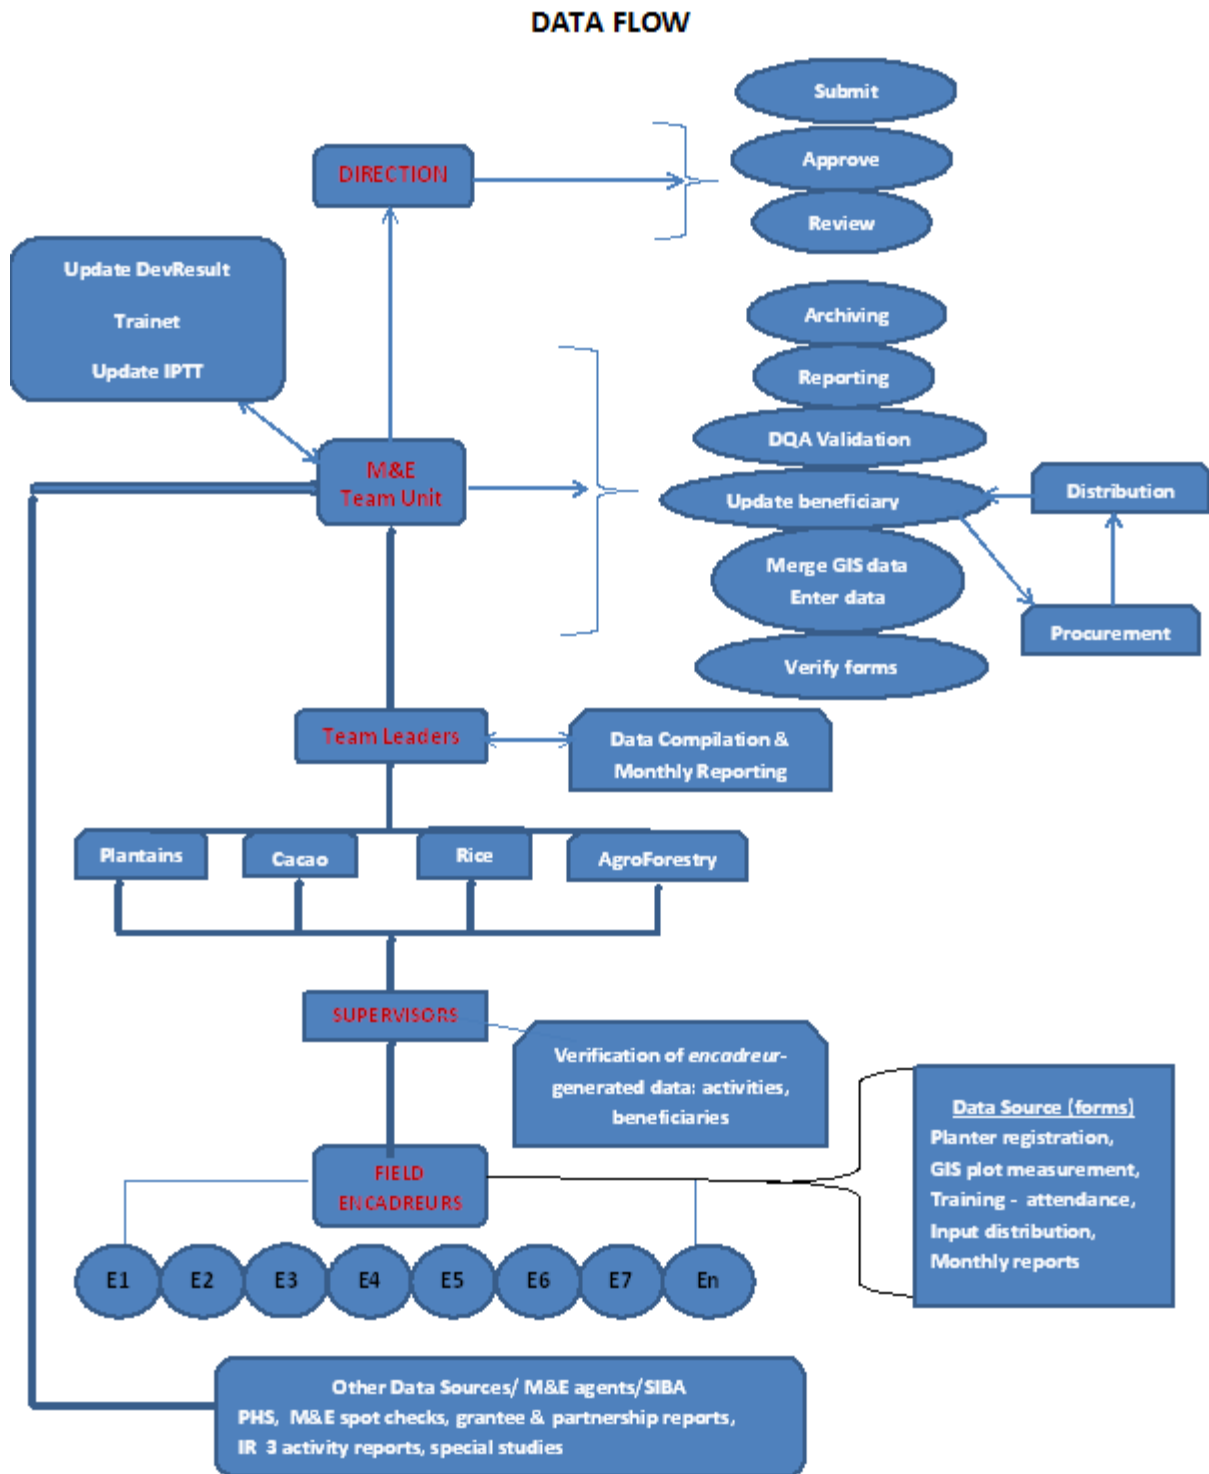 DATA FLOW
Submit
Approve
DIRECTION
Review
Update DevResult
Trainet
Update IPTT
Archiving
Reporting
DQA Validation
M&E
Team Unit
Update beneficiary
Distribution
Merge GIS data
Enter data
Procurement
Verify forms
Team Leaders
Data Compilation &
Monthly Reporting
Plantains
Cacao
Rice
AgroForestry
SUPERVISORS
Verification of encadreur-
generated data: activities,
beneficiaries
Data Source (forms)
Planter registration,
GIS plot measurement,
Training - attendance,
Input distribution,
Monthly reports
FIELD
ENCADREURS
E1
E2
E3
E4
E5
E6
E7
En
Other Data Sources/ M&E agents/SIBA
PHS, M&E spot checks, grantee & partnership reports,
IR 3 activity reports, special studies